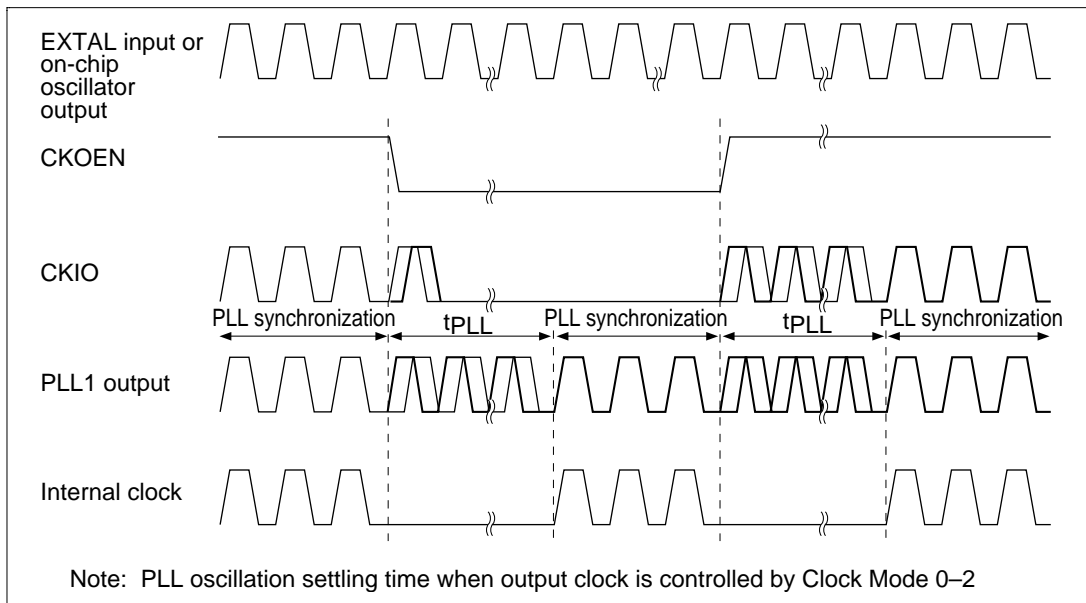 EXTAL input or
on-chip
oscillator
output
CKOEN
CKIO
PLL synchronization
tPLL
PLL synchronization
tPLL
PLL synchronization
PLL1 output
Internal clock
Note: PLL oscillation settling time when output clock is controlled by Clock Mode 0–2